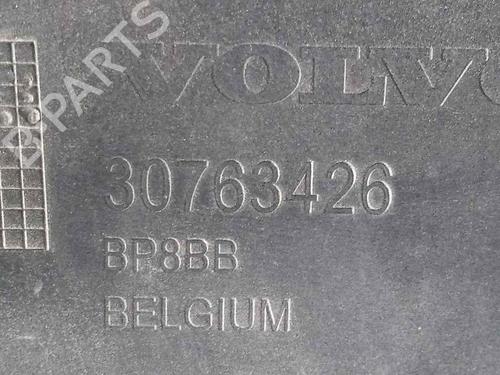 VOLVO
30763426
BP8BB
BELGIUM
B-PARTS